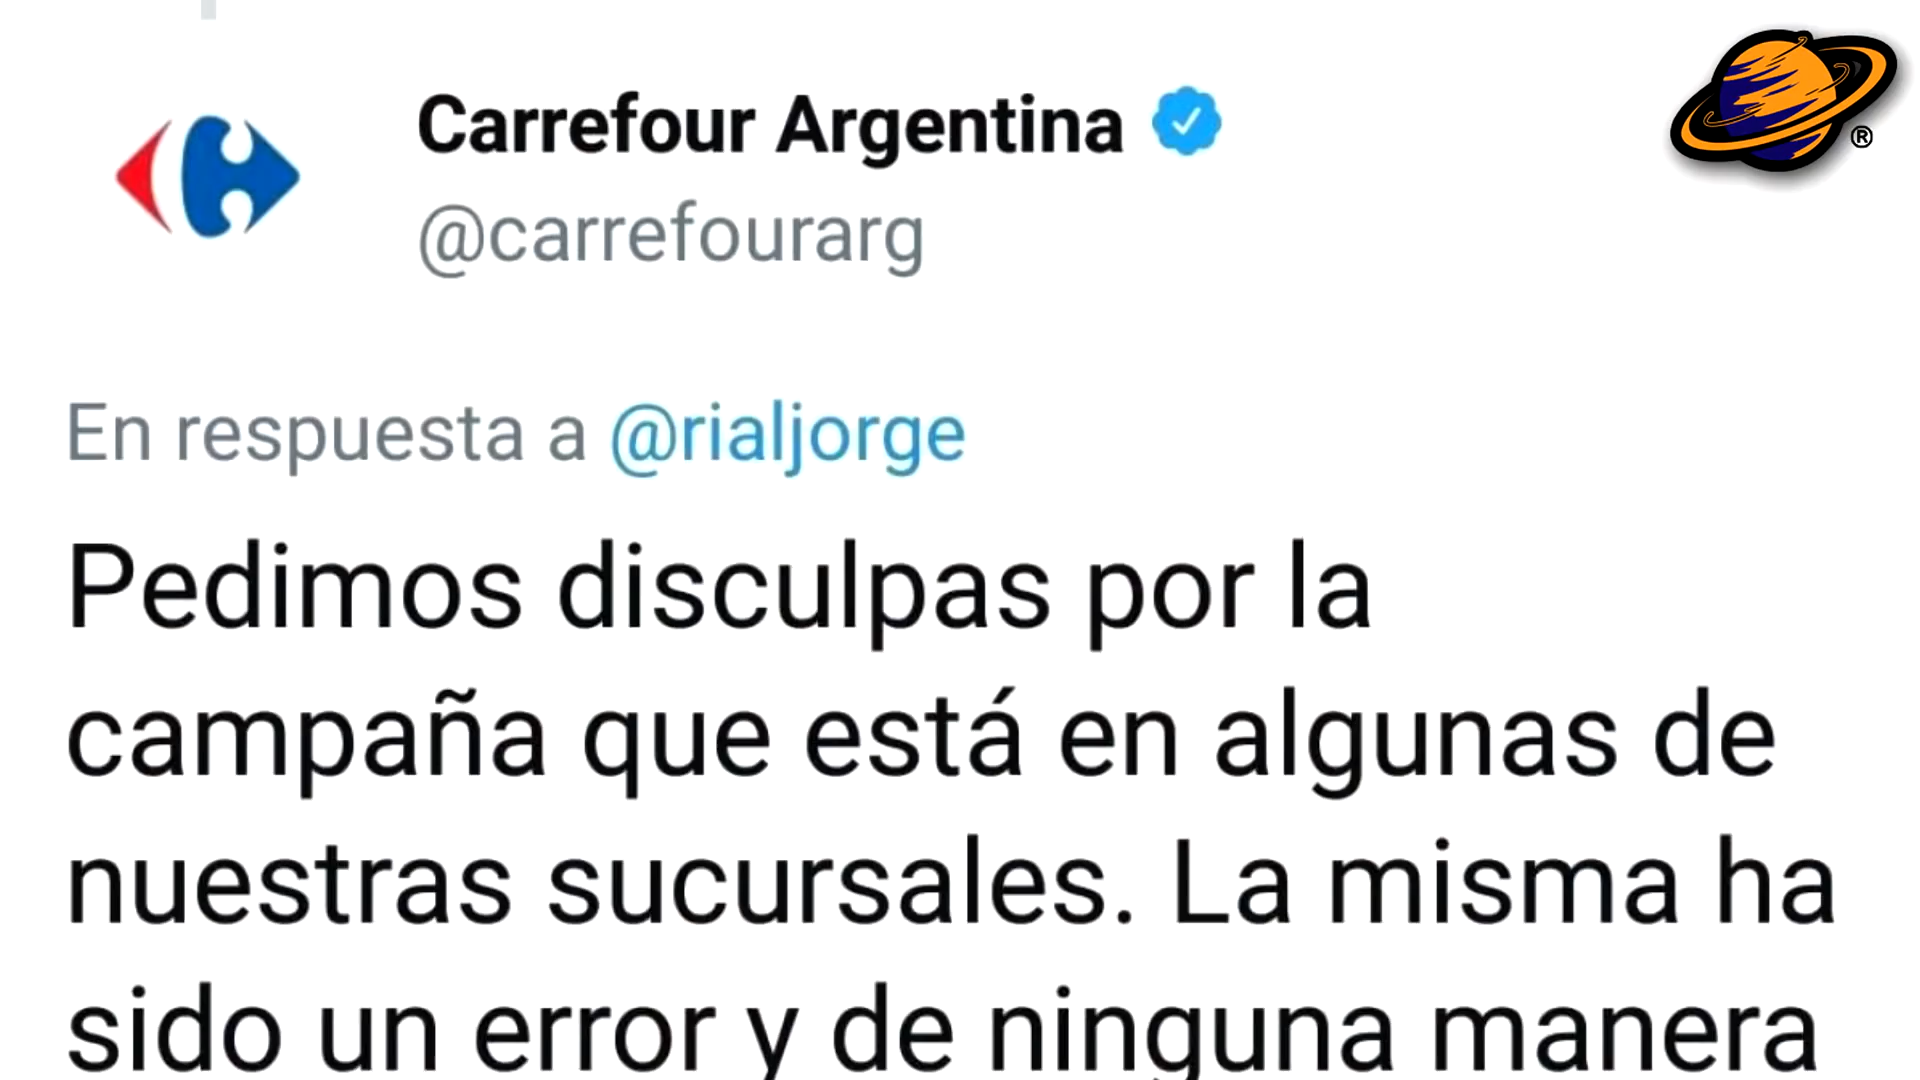 Carrefour Argentina
@carrefourarg
®
En respuesta a @rialjorge
Pedimos disculpas por la
campaña que está en algunas de
nuestras sucursales. La misma ha
sido un error y de ninguna manera